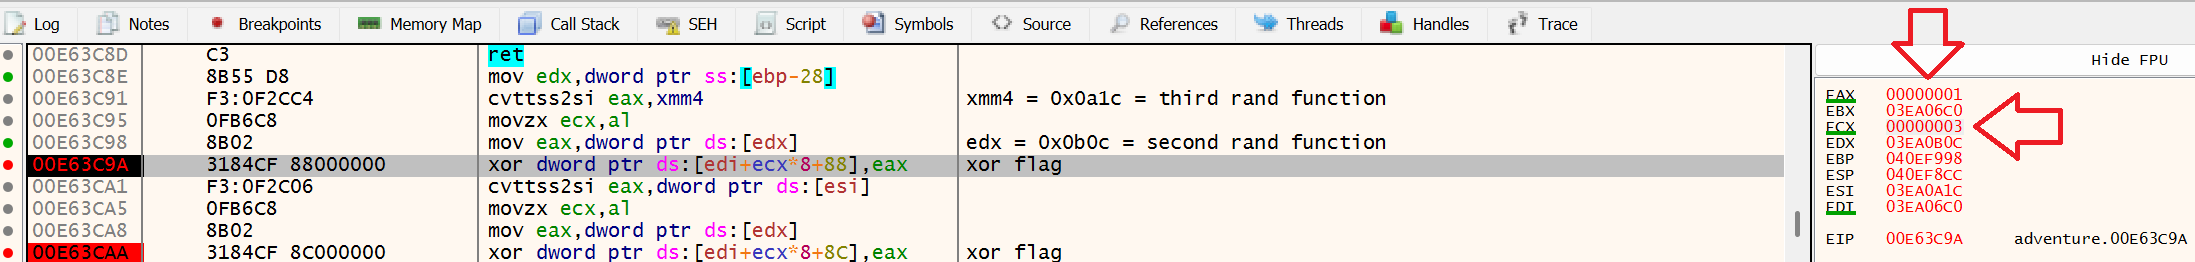 Log Notes Breakpoints Memory Map Call Stack SEH Script Symbols Source References Threads Handles Trace
00E63C8D C3 ret
00E63C8E 8B55 D8 mov edx,dword ptr ss:[ebp-28]
00E63C91 F3:0F2CC4 cvttss2si eax,xmm4 xmm4 = 0x0a1c = third rand function
00E63C95 0FB6C8 movzx ecx,al
00E63C98 8B02 mov eax,dword ptr ds:[edx] edx = 0x0b0c = second rand function
00E63C9A 3184CF 88000000 xor dword ptr ds:[edi+ecx*8+88],eax xor flag
00E63CA1 F3:0F2C06 cvttss2si eax,dword ptr ds:[esi]
00E63CA5 0FB6C8 movzx ecx,al
00E63CA8 8B02 mov eax,dword ptr ds:[edx]
00E63CAA 3184CF 8C000000 xor dword ptr ds:[edi+ecx*8+8C],eax xor flag
Hide FPU
EAX 00000001
EBX 03EA06C0
ECX 00000003
EDX 03EA0B0C
EBP 040EF998
ESP 040EF8CC
ESI 03EA0A1C
EDI 03EA06C0
EIP 00E63C9A adventure.00E63C9A